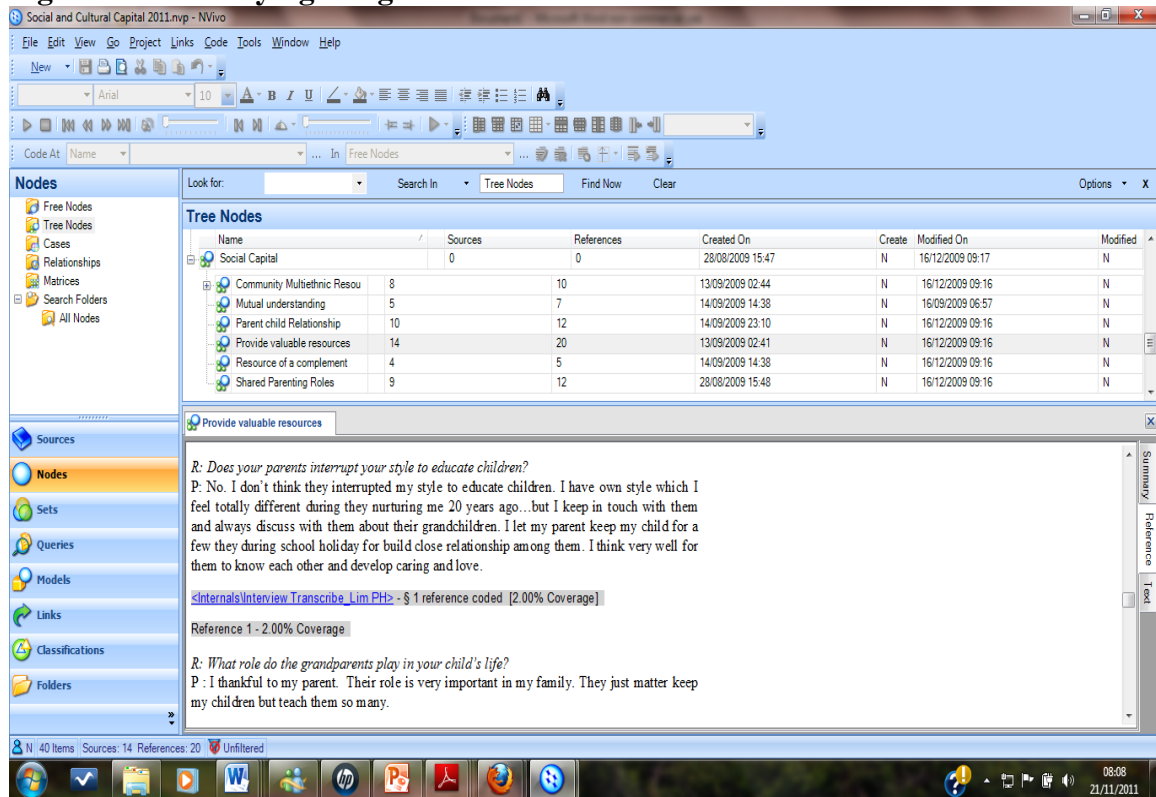 Social and Cultural Capital 2011.nvp - NVivo
File Edit View Go Project Links Code Tools Window Help
New
Arial 10 A B I U
Code At Name ... In Free Nodes ...
Nodes
Free Nodes
Tree Nodes
Cases
Relationships
Matrices
Search Folders
All Nodes
Sources
Nodes
Sets
Queries
Models
Links
Classifications
Folders
Look for: Search In Tree Nodes Find Now Clear Options X
Tree Nodes
Name Sources References Created On Create Modified On Modified
Social Capital 0 0 28/08/2009 15:47 N 16/12/2009 09:17 N
Community Multiethnic Resou 8 10 13/09/2009 02:44 N 16/12/2009 09:16 N
Mutual understanding 5 7 14/09/2009 14:38 N 16/09/2009 06:57 N
Parent child Relationship 10 12 14/09/2009 23:10 N 16/12/2009 09:16 N
Provide valuable resources 14 20 13/09/2009 02:41 N 16/12/2009 09:16 N
Resource of a complement 4 5 14/09/2009 14:38 N 16/12/2009 09:16 N
Shared Parenting Roles 9 12 28/08/2009 15:48 N 16/12/2009 09:16 N
Provide valuable resources
R: Does your parents interrupt your style to educate children?
P: No. I don't think they interrupted my style to educate children. I have own style which I
feel totally different during they nurturing me 20 years ago…but I keep in touch with them
and always discuss with them about their grandchildren. I let my parent keep my child for a
few they during school holiday for build close relationship among them. I think very well for
them to know each other and develop caring and love.
<Internals\Interview Transcribe_Lim PH> - § 1 reference coded [2.00% Coverage]
Reference 1 - 2.00% Coverage
R: What role do the grandparents play in your child's life?
P : I thankful to my parent. Their role is very important in my family. They just matter keep
my children but teach them so many.
Summary
Reference
Text
N 40 Items Sources: 14 References: 20 Unfiltered
08:08
21/11/2011